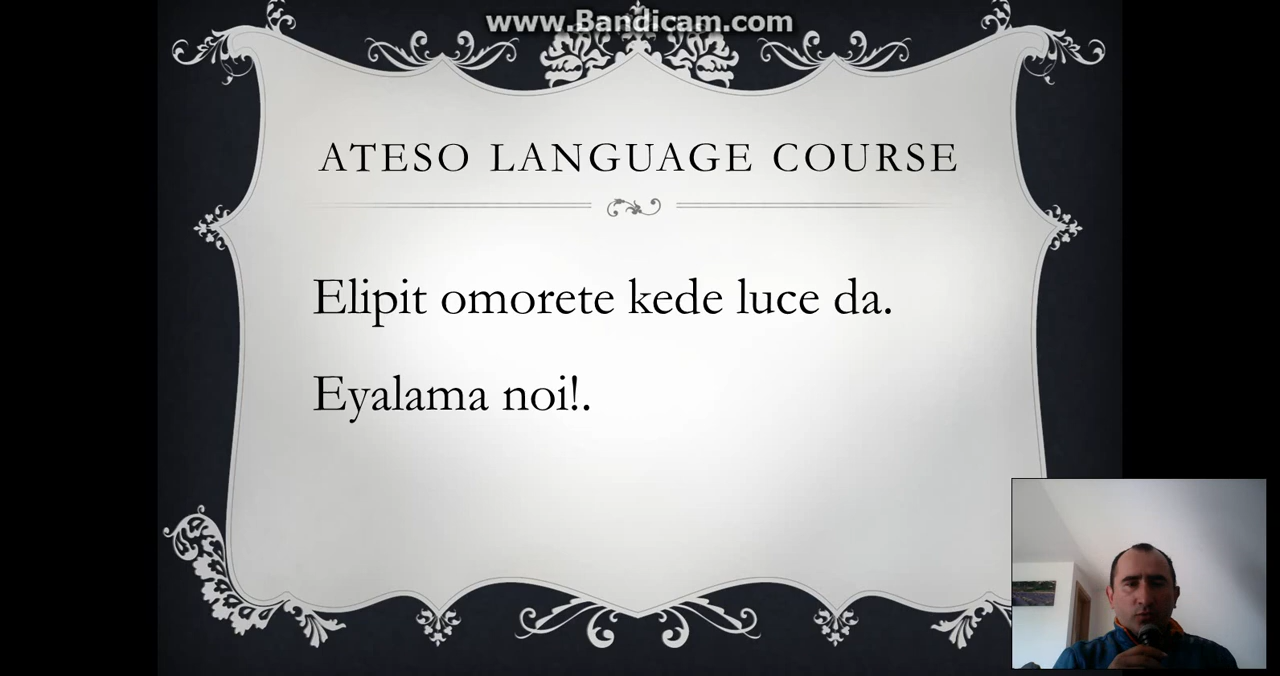 www.Bandicam.com
ATESO LANGUAGE COURSE
Elipit omorete kede luce da.
Eyalama noi!.